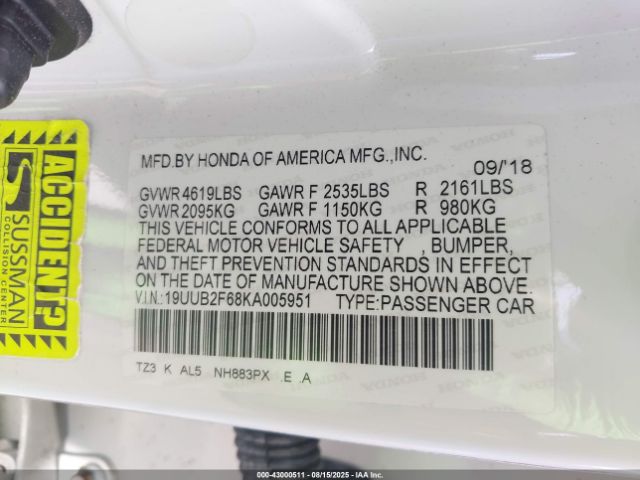 MFD.BY HONDA OF AMERICA MFG.,INC. 09/'18
GVWR 4619LBS GAWR F 2535LBS R 2161LBS
GVWR 2095KG GAWR F 1150KG R 980KG
THIS VEHICLE CONFORMS TO ALL APPLICABLE
FEDERAL MOTOR VEHICLE SAFETY , BUMPER,
AND THEFT PREVENTION STANDARDS IN EFFECT
ON THE DATE OF MANUFACTURE SHOWN ABOVE.
V.I.N.:19UUB2F68KA005951 TYPE:PASSENGER CAR
TZ3 K AL5 NH883PX .E .A
ACCIDENT?
SUSSMAN
COLLISION CENTER
000-43000511 - 08/15/2025 - IAAI.COM